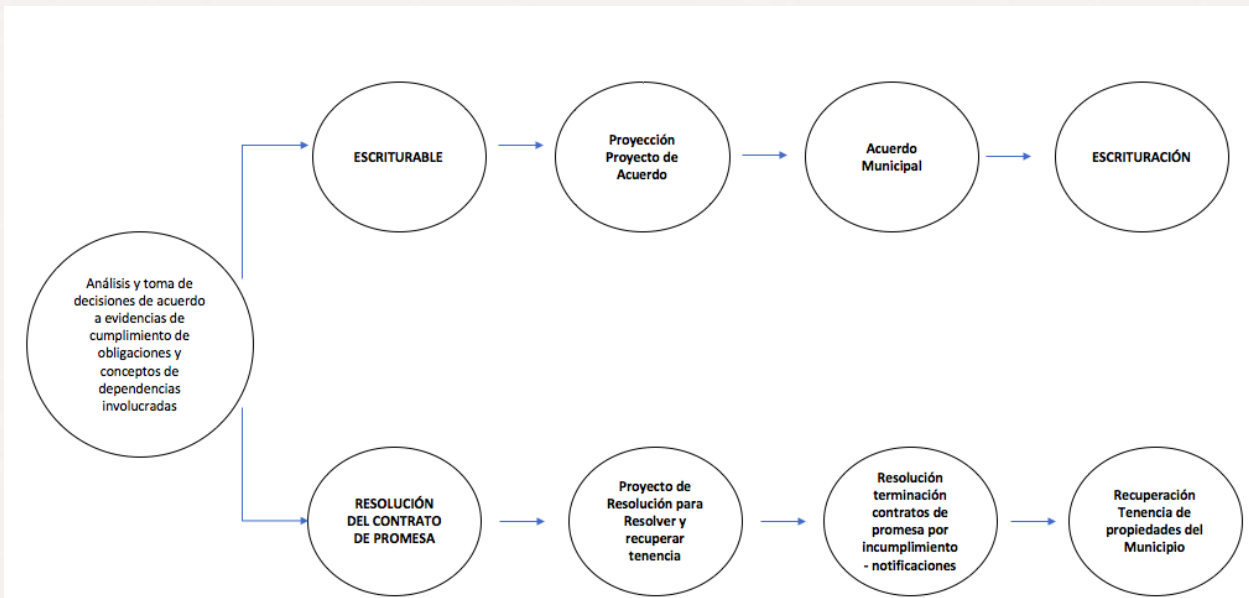 ESCRITURABLE
Proyección
Proyecto de
Acuerdo
Acuerdo
Municipal
ESCRITURACIÓN
Análisis y toma de
decisiones de acuerdo
a evidencias de
cumplimiento de
obligaciones y
conceptos de
dependencias
involucradas
RESOLUCIÓN
DEL CONTRATO
DE PROMESA
Proyecto de
Resolución para
Resolver y
recuperar
tenencia
Resolución
terminación
contratos de
promesa por
incumplimiento
- notificaciones
Recuperación
Tenencia de
propiedades del
Municipio